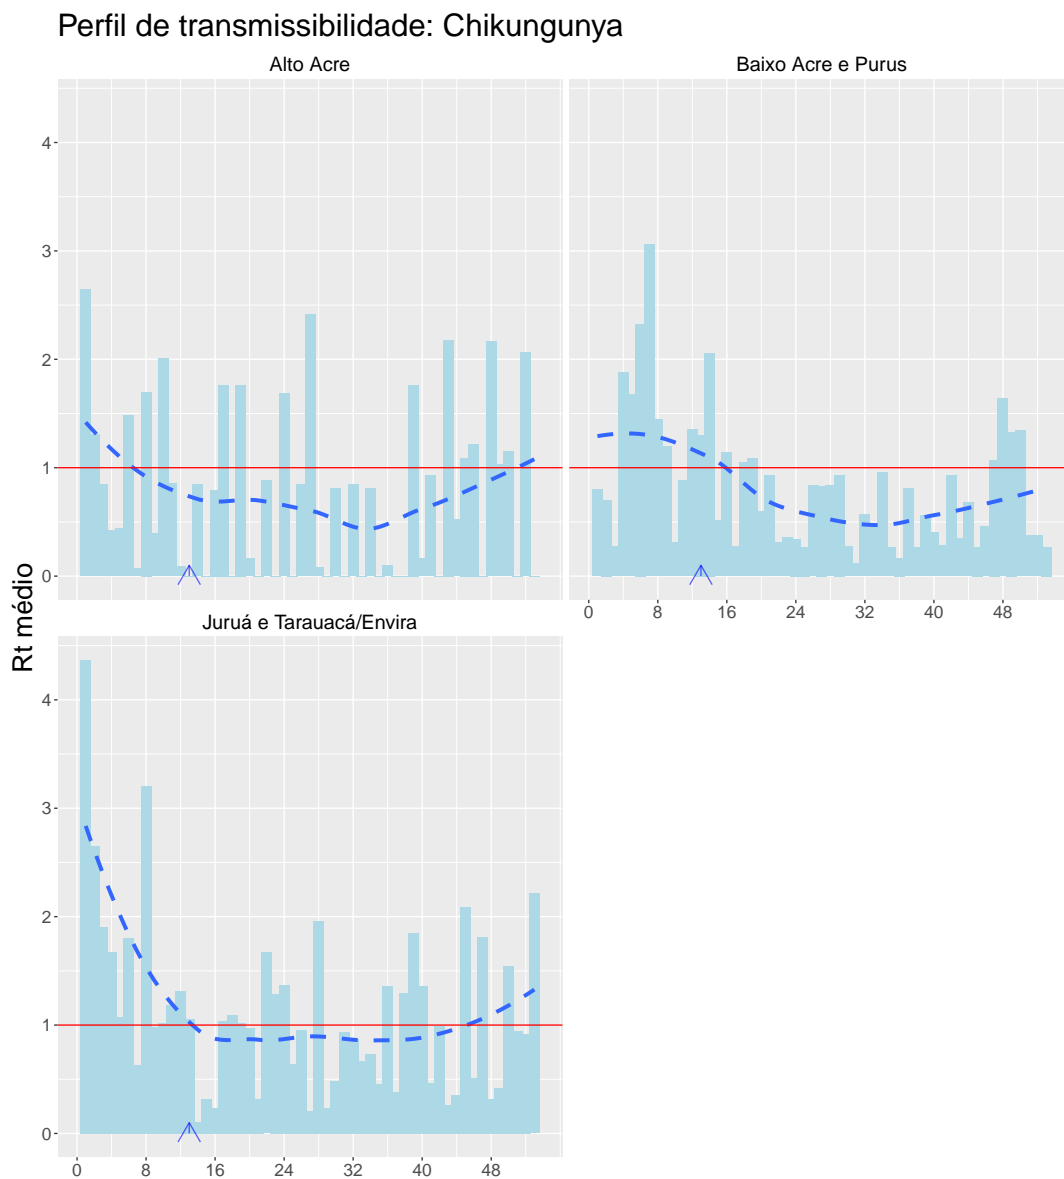 Perfil de transmissibilidade: Chikungunya
Alto Acre
Baixo Acre e Purus
4
3
2
1
0
0 8 16 24 32 40 48
Rt médio
Juruá e Tarauacá/Envira
4
3
2
1
0
0 8 16 24 32 40 48